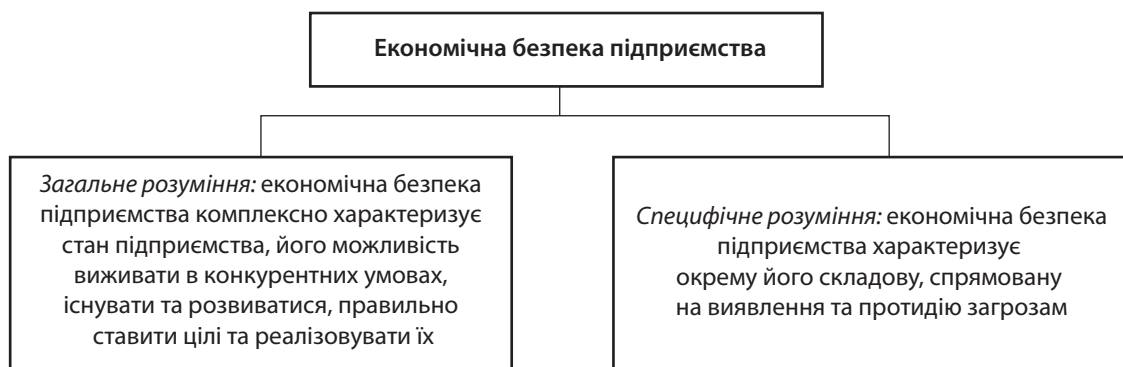 Економічна безпека підприємства
Загальне розуміння: економічна безпека
підприємства комплексно характеризує
стан підприємства, його можливість
виживати в конкурентних умовах,
існувати та розвиватися, правильно
ставити цілі та реалізовувати їх
Специфічне розуміння: економічна безпека
підприємства характеризує
окрему його складову, спрямовану
на виявлення та протидію загрозам